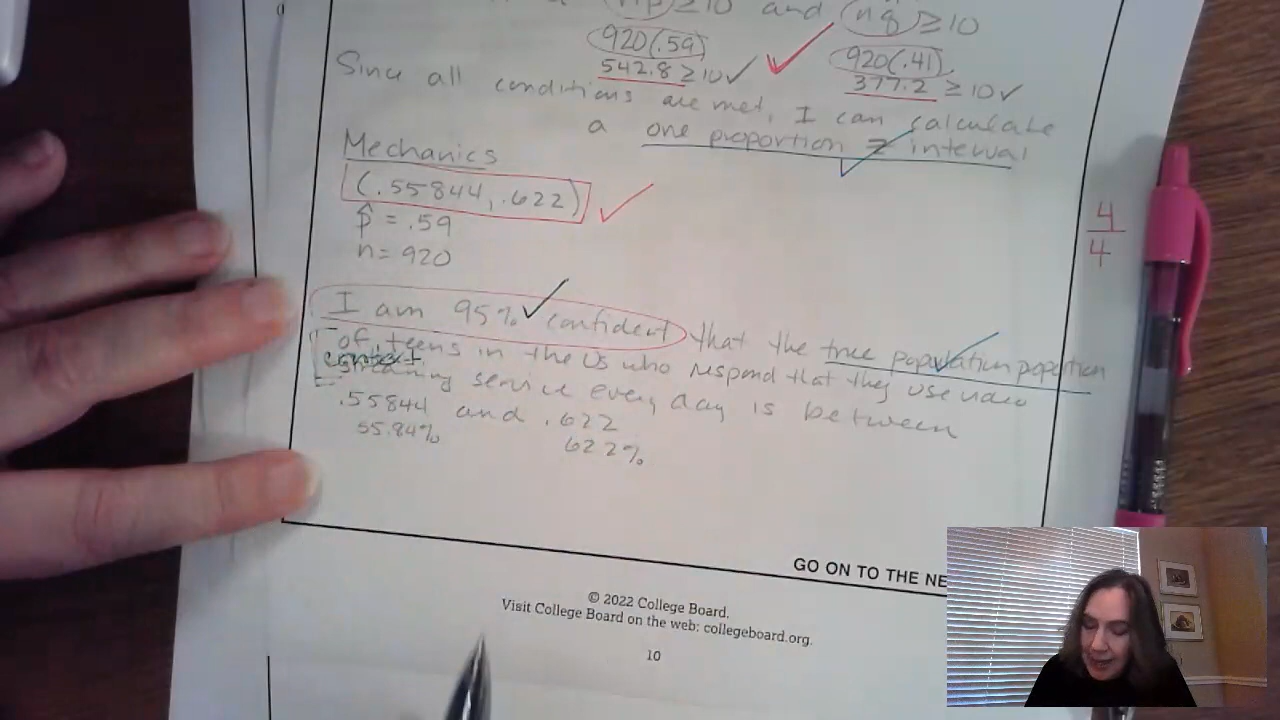 np ≥10 and nq ≥10
920(.59) 920(.41)
542.8 ≥10✓ 377.2 ≥10✓
Since all conditions are met, I can calculate
a one proportion z interval
Mechanics
(.55844, .622)
p̂ = .59
n = 920
4
4
I am 95% confident that the true population poportion
of teens in the US who respond that they use video
context
streaming service every day is between
.55844 and .622
55.84% 62.2%
GO ON TO THE NE
© 2022 College Board.
Visit College Board on the web: collegeboard.org.
10